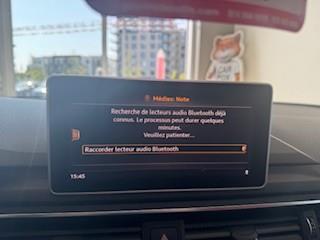 Médias: Note
Recherche de lecteurs audio Bluetooth déjà
connus. Le processus peut durer quelques
minutes.
Veuillez patienter...
Raccorder lecteur audio Bluetooth
15:45
CAR